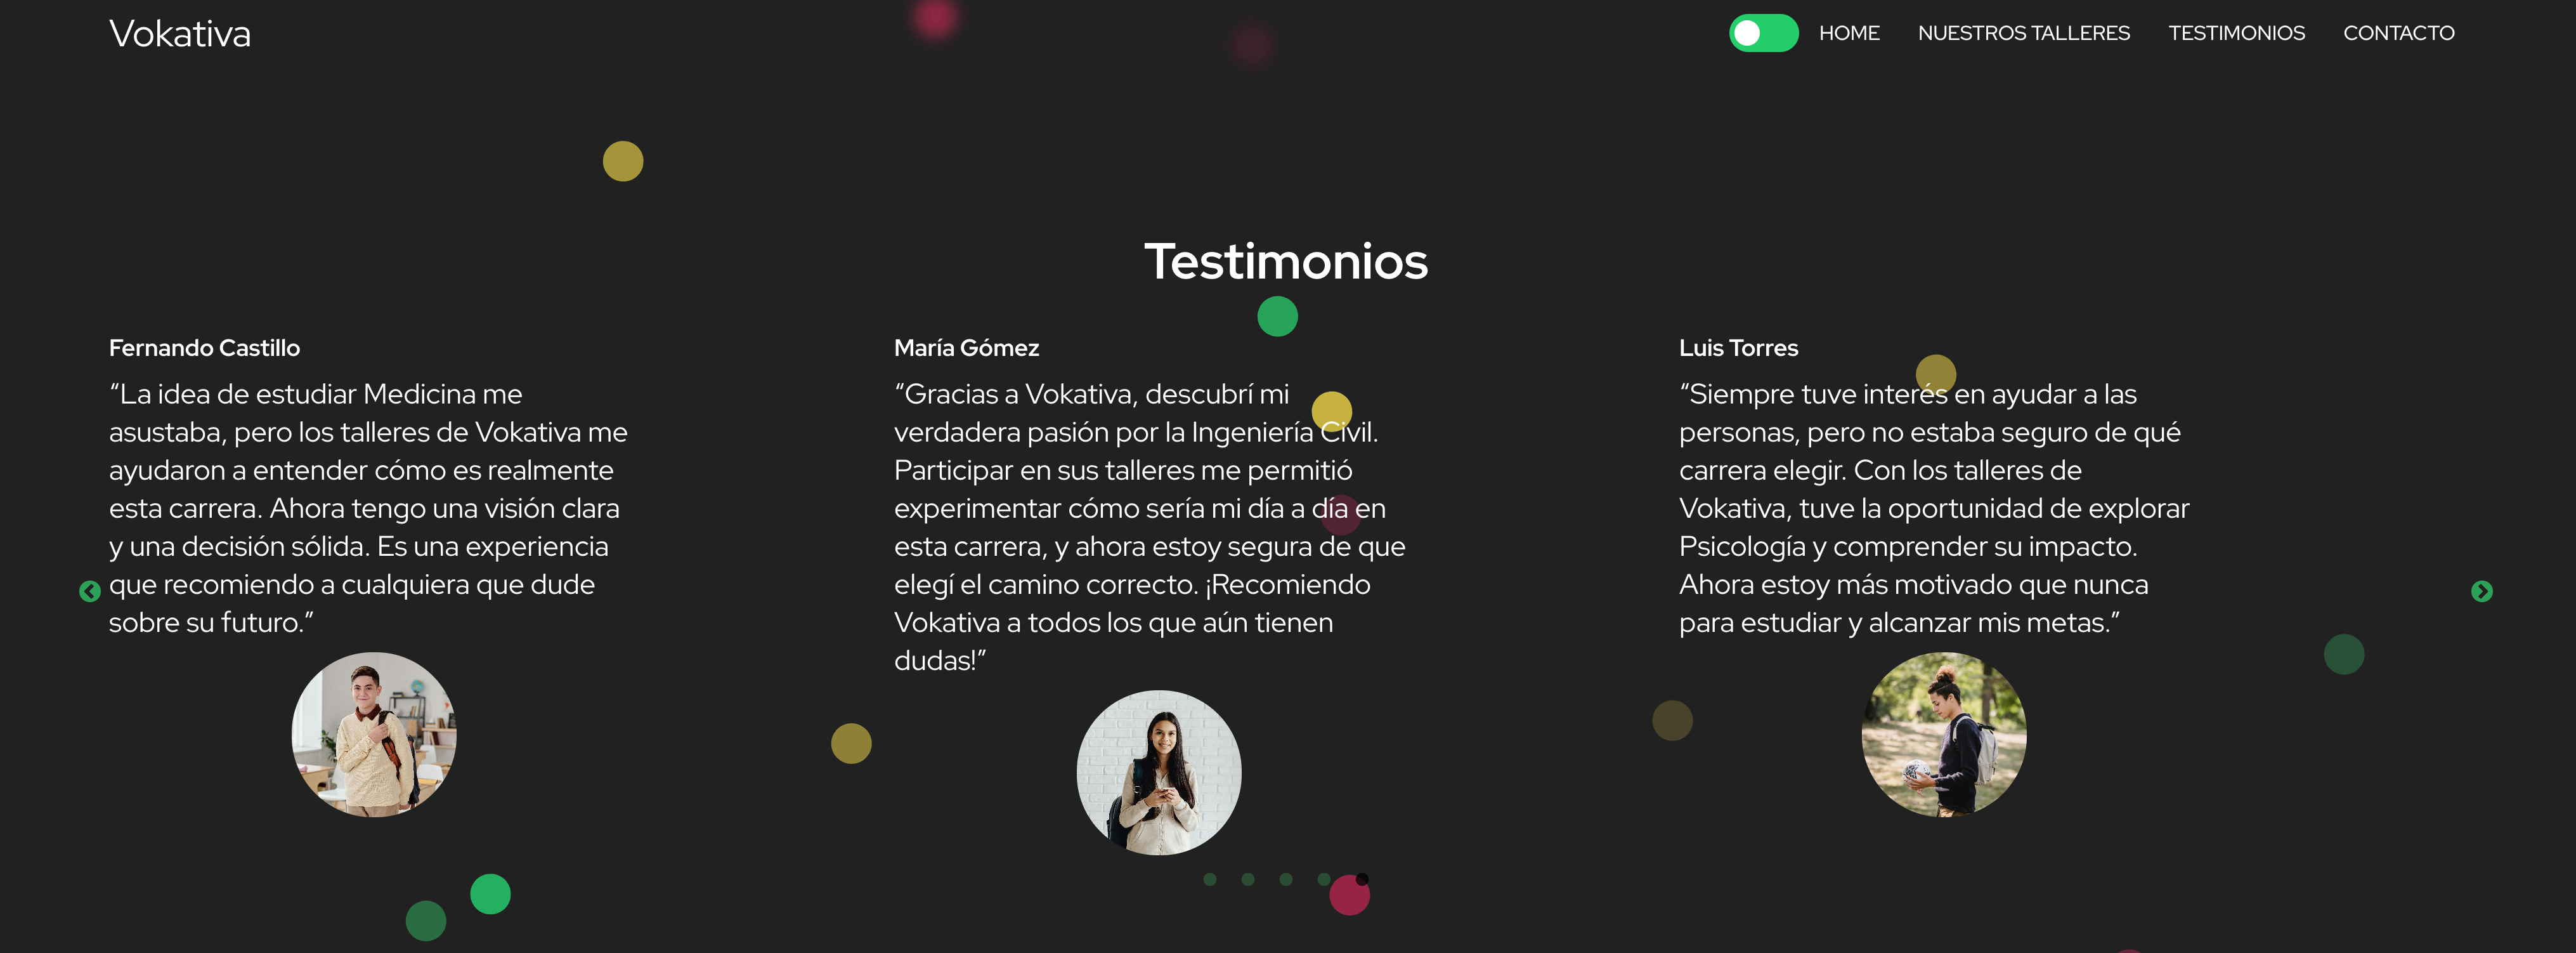 Vokativa
HOME
NUESTROS TALLERES
TESTIMONIOS
CONTACTO
Testimonios
Fernando Castillo
“La idea de estudiar Medicina me
asustaba, pero los talleres de Vokativa me
ayudaron a entender cómo es realmente
esta carrera. Ahora tengo una visión clara
y una decisión sólida. Es una experiencia
que recomiendo a cualquiera que dude
sobre su futuro.”
María Gómez
“Gracias a Vokativa, descubrí mi
verdadera pasión por la Ingeniería Civil.
Participar en sus talleres me permitió
experimentar cómo sería mi día a día en
esta carrera, y ahora estoy segura de que
elegí el camino correcto. ¡Recomiendo
Vokativa a todos los que aún tienen
dudas!”
Luis Torres
“Siempre tuve interés en ayudar a las
personas, pero no estaba seguro de qué
carrera elegir. Con los talleres de
Vokativa, tuve la oportunidad de explorar
Psicología y comprender su impacto.
Ahora estoy más motivado que nunca
para estudiar y alcanzar mis metas.”